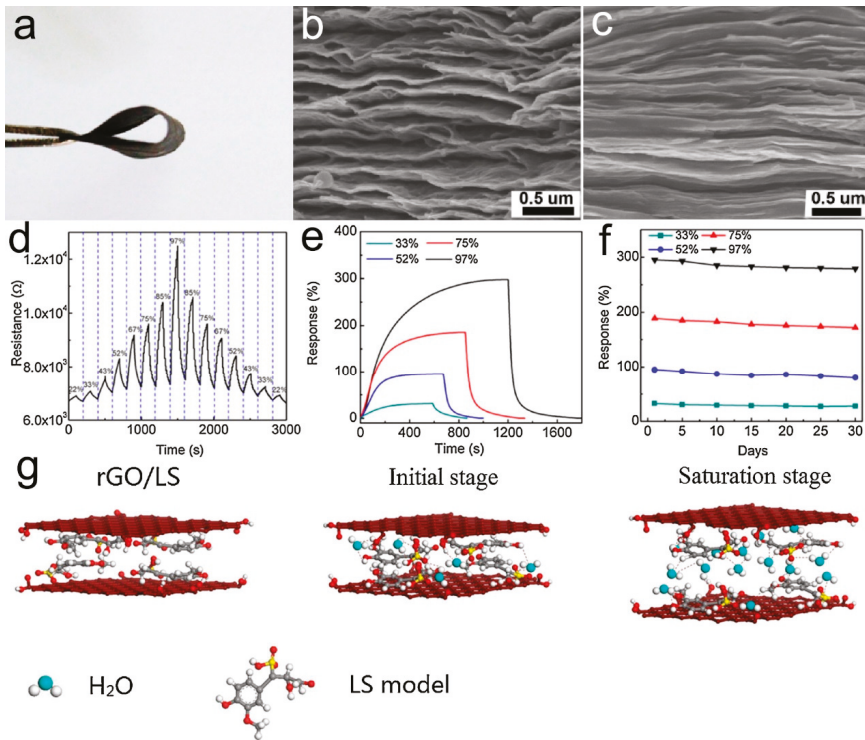 a
b
c
0.5 um
0.5 um
d
e
f
Resistance (Ω)
1.2x10⁴
1.0x10⁴
8.0x10³
6.0x10³
22%
33%
43%
52%
67%
75%
85%
97%
85%
75%
67%
52%
43%
33%
22%
0 1000 2000 3000
Time (s)
Response (%)
400
300
200
100
0
33% 75%
52% 97%
0 400 800 1200 1600
Time (s)
Response (%)
300
200
100
0
33% 75%
52% 97%
0 5 10 15 20 25 30
Days
g
rGO/LS
Initial stage
Saturation stage
H₂O
LS model